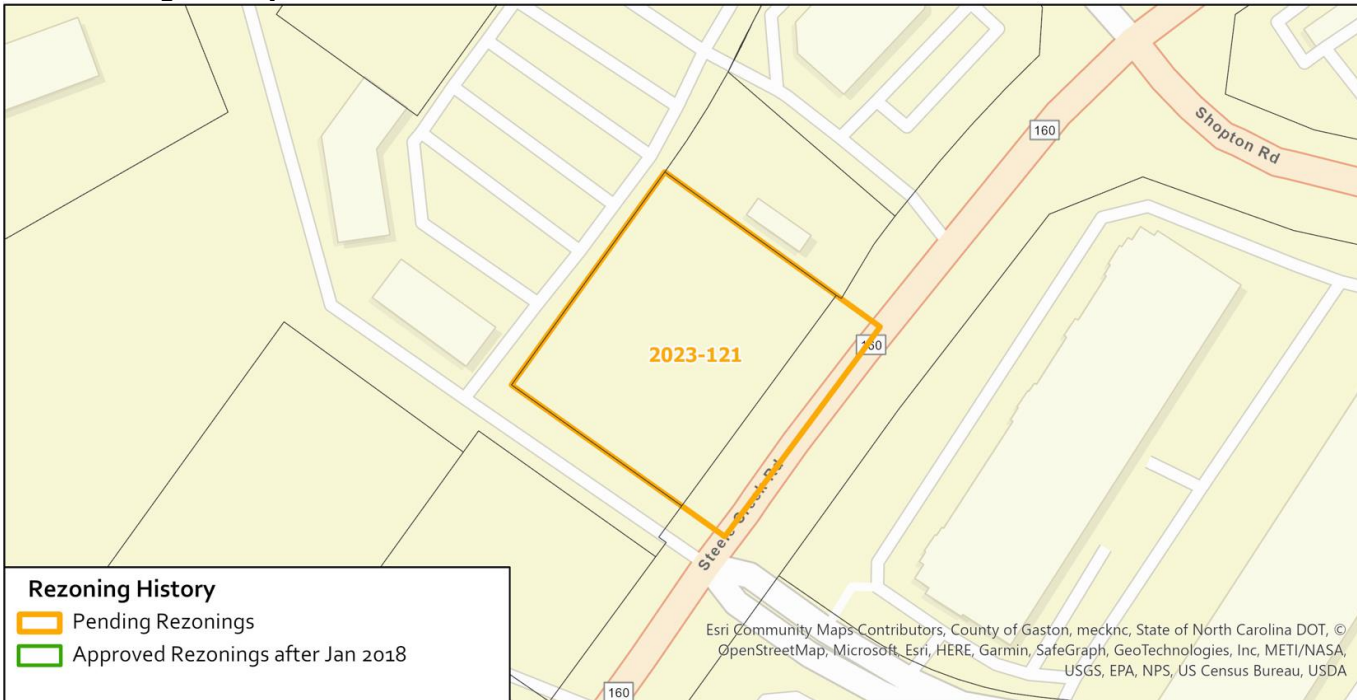 160
Shopton Rd
2023-121
160
Steele Creek Rd
Rezoning History
Pending Rezonings
Approved Rezonings after Jan 2018
Esri Community Maps Contributors, County of Gaston, mecknc, State of North Carolina DOT, ©
OpenStreetMap, Microsoft, Esri, HERE, Garmin, SafeGraph, GeoTechnologies, Inc, METI/NASA,
USGS, EPA, NPS, US Census Bureau, USDA
160